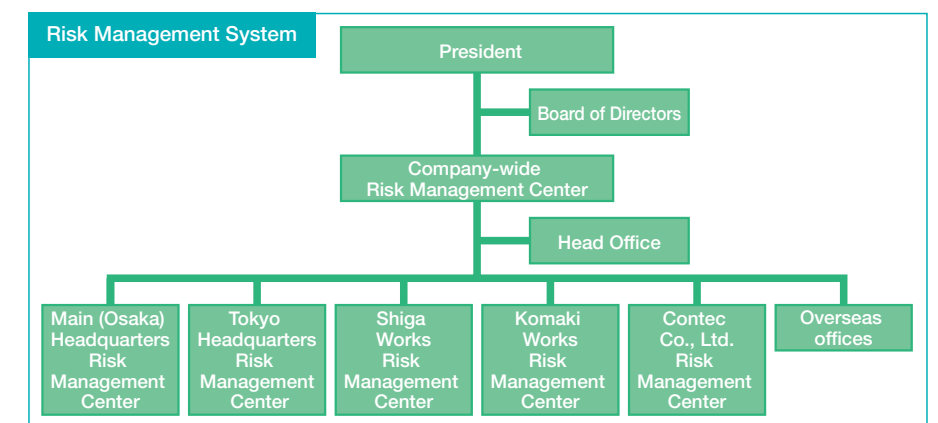 Risk Management System
President
Board of Directors
Company-wide
Risk Management Center
Head Office
Main (Osaka)
Headquarters
Risk
Management
Center
Tokyo
Headquarters
Risk
Management
Center
Shiga
Works
Risk
Management
Center
Komaki
Works
Risk
Management
Center
Contec
Co., Ltd.
Risk
Management
Center
Overseas
offices